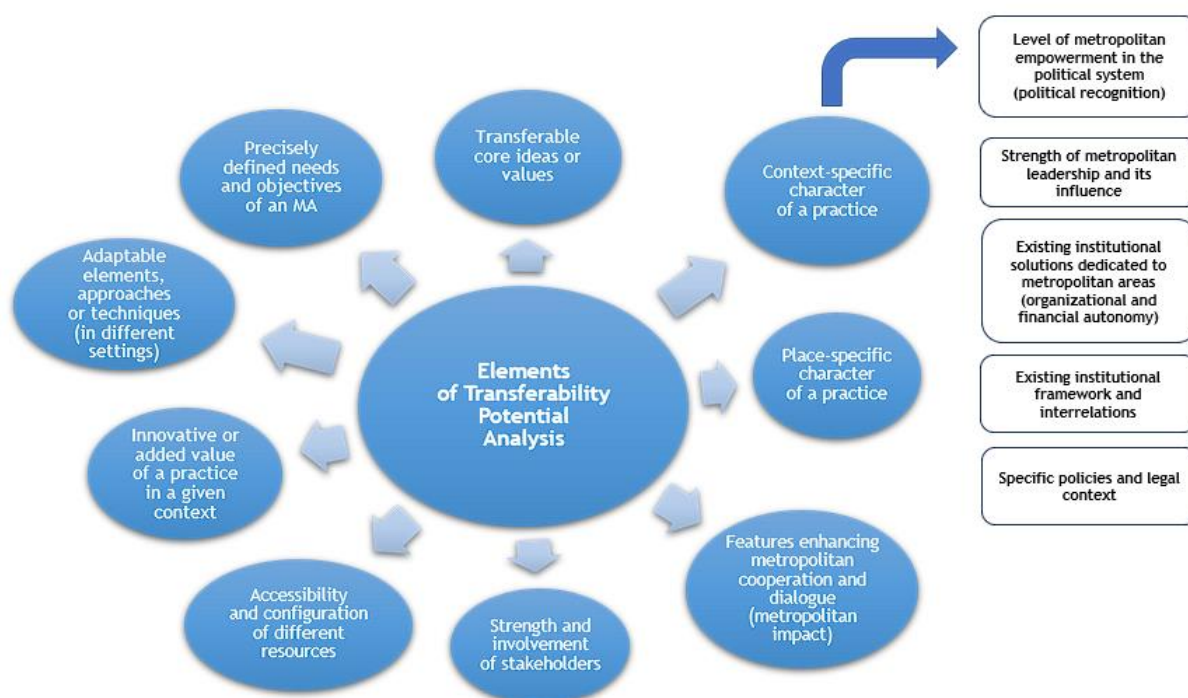 Elements
of Transferability
Potential
Analysis
Transferable
core ideas or
values
Context-specific
character
of a practice
Place-specific
character
of a practice
Features enhancing
metropolitan
cooperation and
dialogue
(metropolitan
impact)
Strength and
involvement
of stakeholders
Accessibility
and configuration
of different
resources
Innovative or
added value
of a practice
in a given
context
Adaptable
elements,
approaches
or techniques
(in different
settings)
Precisely
defined needs
and objectives
of an MA
Level of metropolitan
empowerment in the
political system
(political recognition)
Strength of metropolitan
leadership and its
influence
Existing institutional
solutions dedicated to
metropolitan areas
(organizational and
financial autonomy)
Existing institutional
framework and
interrelations
Specific policies and legal
context